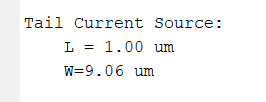 Tail Current Source:
L = 1.00 um
W=9.06 um